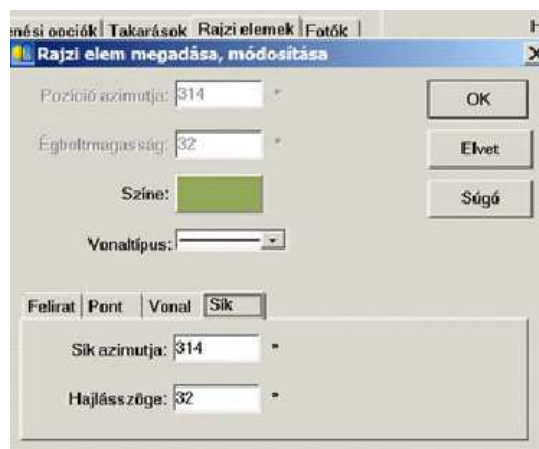 nési opciók Takarások Rajzi elemek Fotók
Rajzi elem megadása, módosítása
Pozíció azimutja: 314 °
OK
Égboltmagasság: 32 °
Elvet
Színe:
Súgó
Vonaltípus:
Felirat Pont Vonal Sík
Sík azimutja: 314 °
Hajlásszöge: 32 °